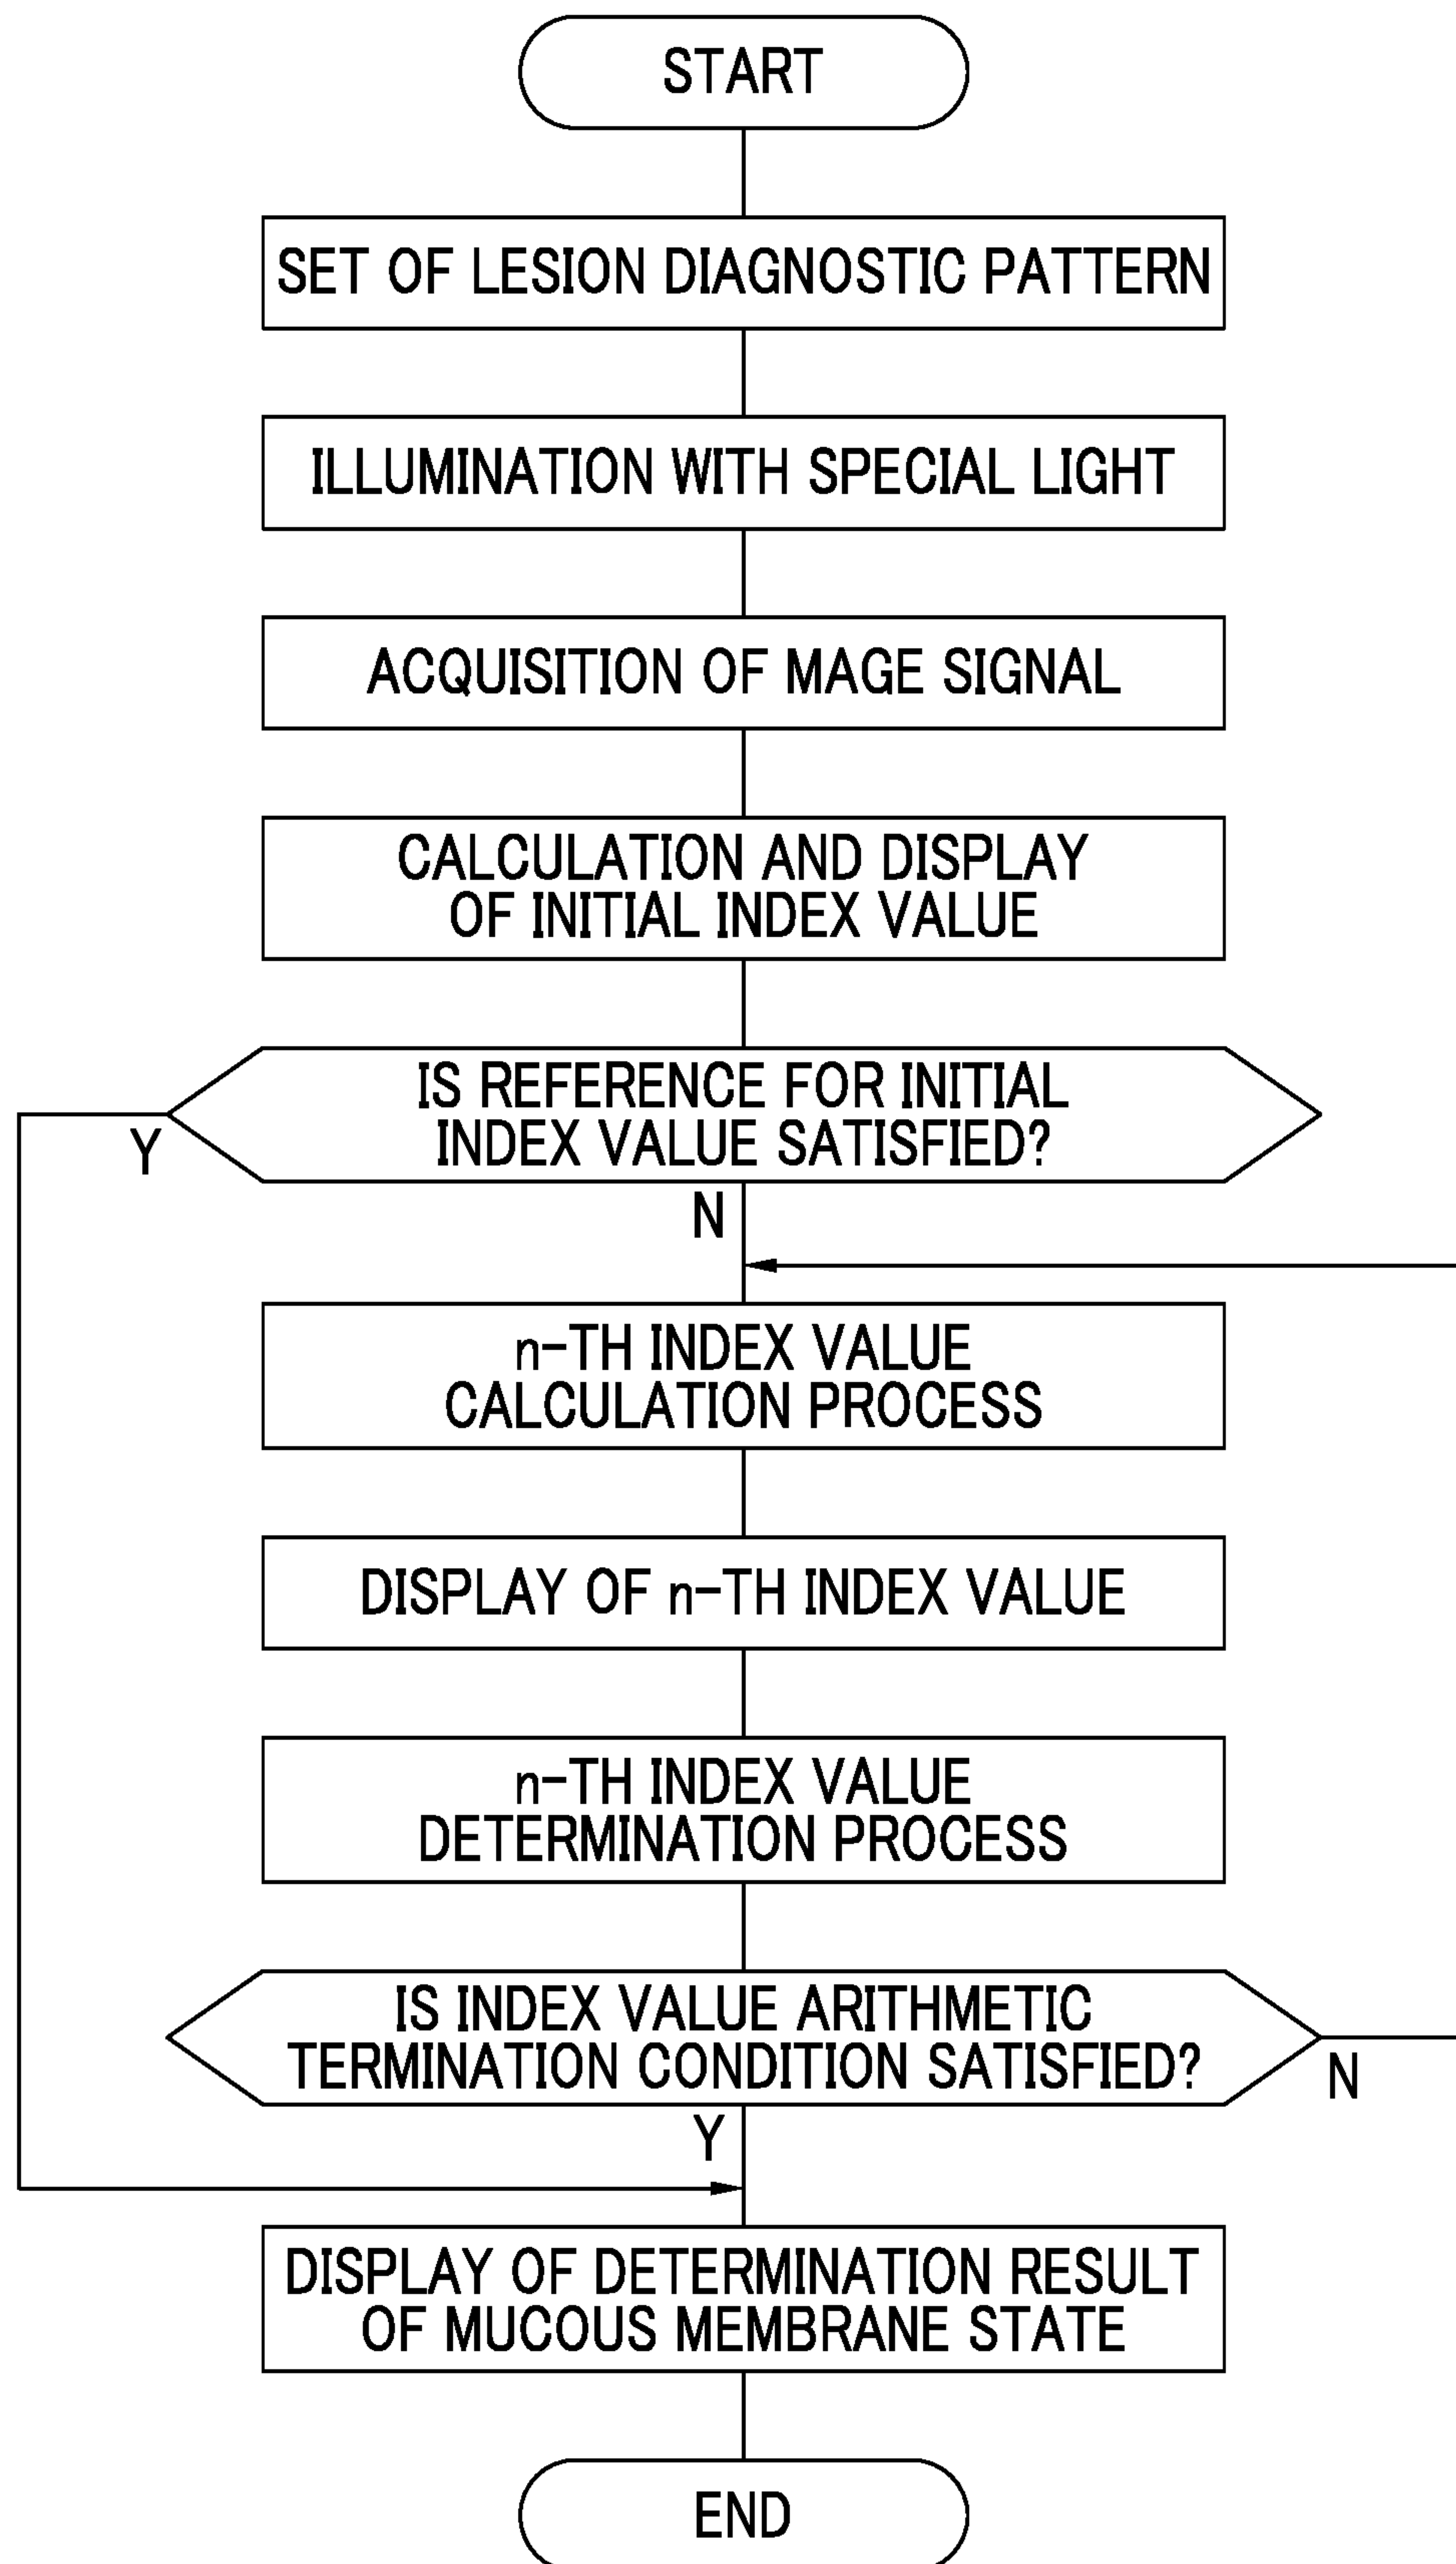 START
SET OF LESION DIAGNOSTIC PATTERN
ILLUMINATION WITH SPECIAL LIGHT
ACQUISITION OF MAGE SIGNAL
CALCULATION AND DISPLAY
OF INITIAL INDEX VALUE
IS REFERENCE FOR INITIAL
INDEX VALUE SATISFIED?
Y
N
n-TH INDEX VALUE
CALCULATION PROCESS
DISPLAY OF n-TH INDEX VALUE
n-TH INDEX VALUE
DETERMINATION PROCESS
IS INDEX VALUE ARITHMETIC
TERMINATION CONDITION SATISFIED?
N
Y
DISPLAY OF DETERMINATION RESULT
OF MUCOUS MEMBRANE STATE
END